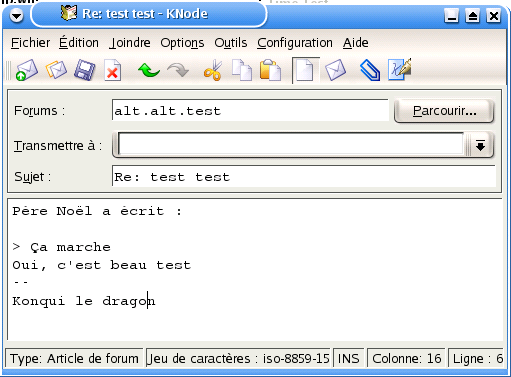 Re: test test - KNode
Fichier Édition Joindre Options Outils Configuration Aide
Forums : alt.alt.test Parcourir...
Transmettre à :
Sujet : Re: test test
Père Noël a écrit :
> Ça marche
Oui, c'est beau test
--
Konqui le dragon
Type: Article de forum Jeu de caractères : iso-8859-15 INS Colonne: 16 Ligne : 6